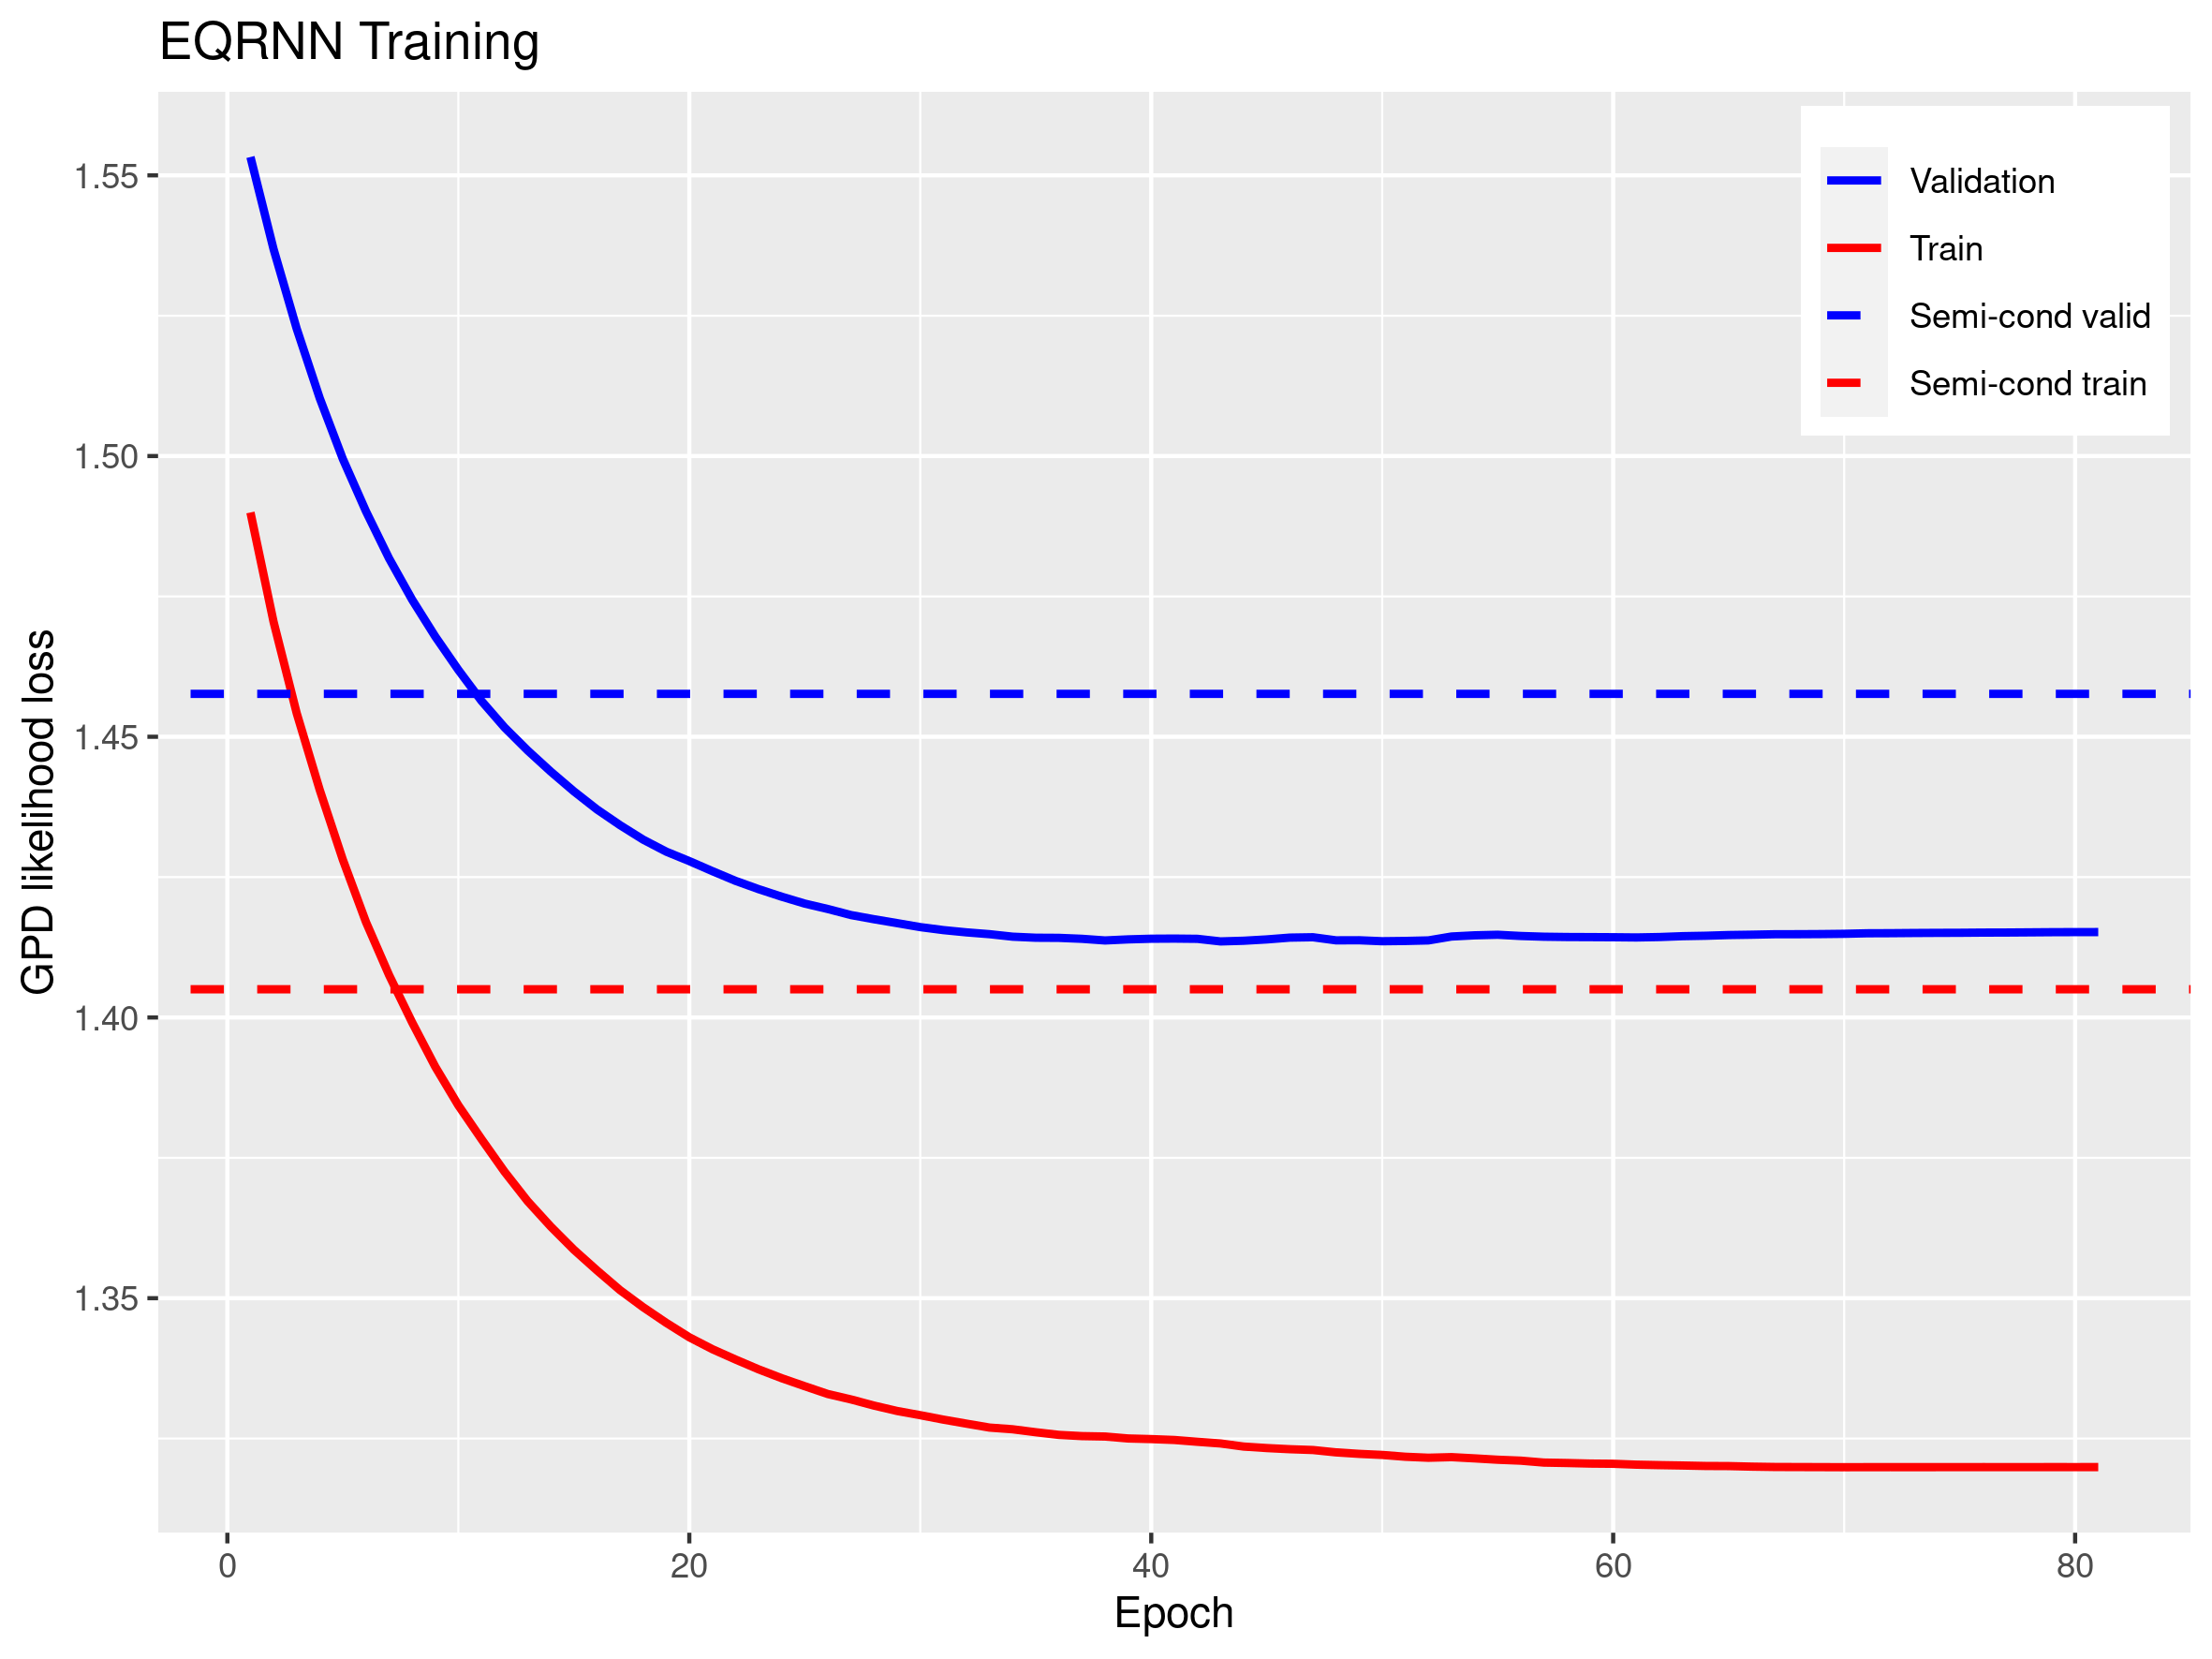 EQRNN Training
GPD likelihood loss
1.55
1.50
1.45
1.40
1.35
Validation
Train
Semi-cond valid
Semi-cond train
0
20
40
60
80
Epoch